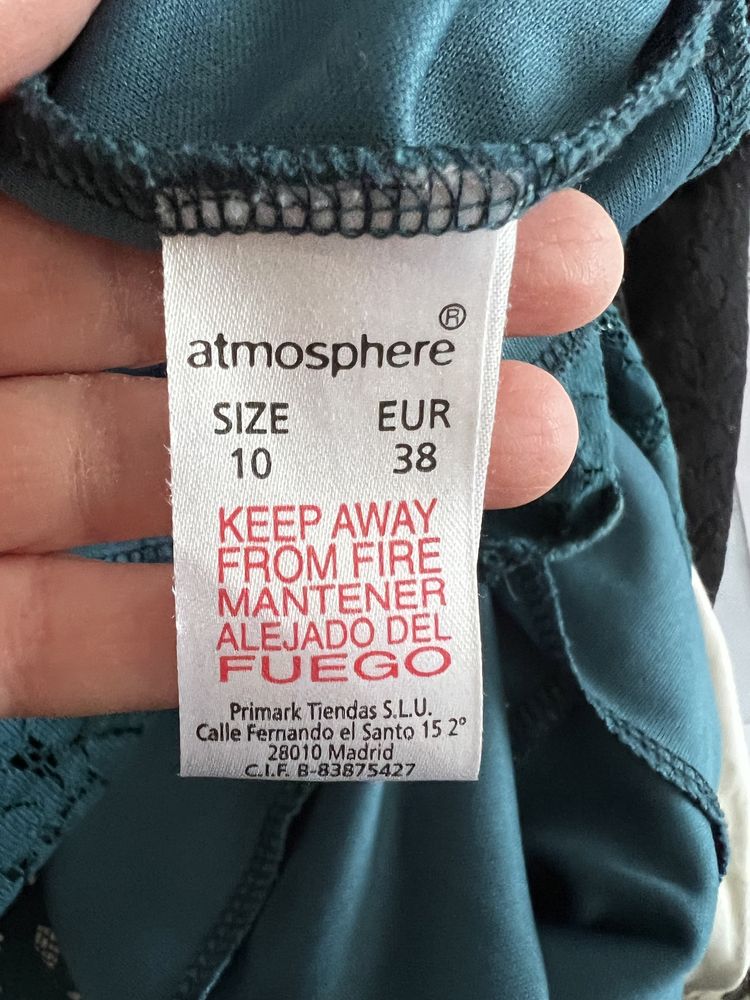 atmosphere®
SIZE EUR
10 38
KEEP AWAY
FROM FIRE
MANTENER
ALEJADO DEL
FUEGO
Primark Tiendas S.L.U.
Calle Fernando el Santo 15 2º
28010 Madrid
C.I.F. B-83875427